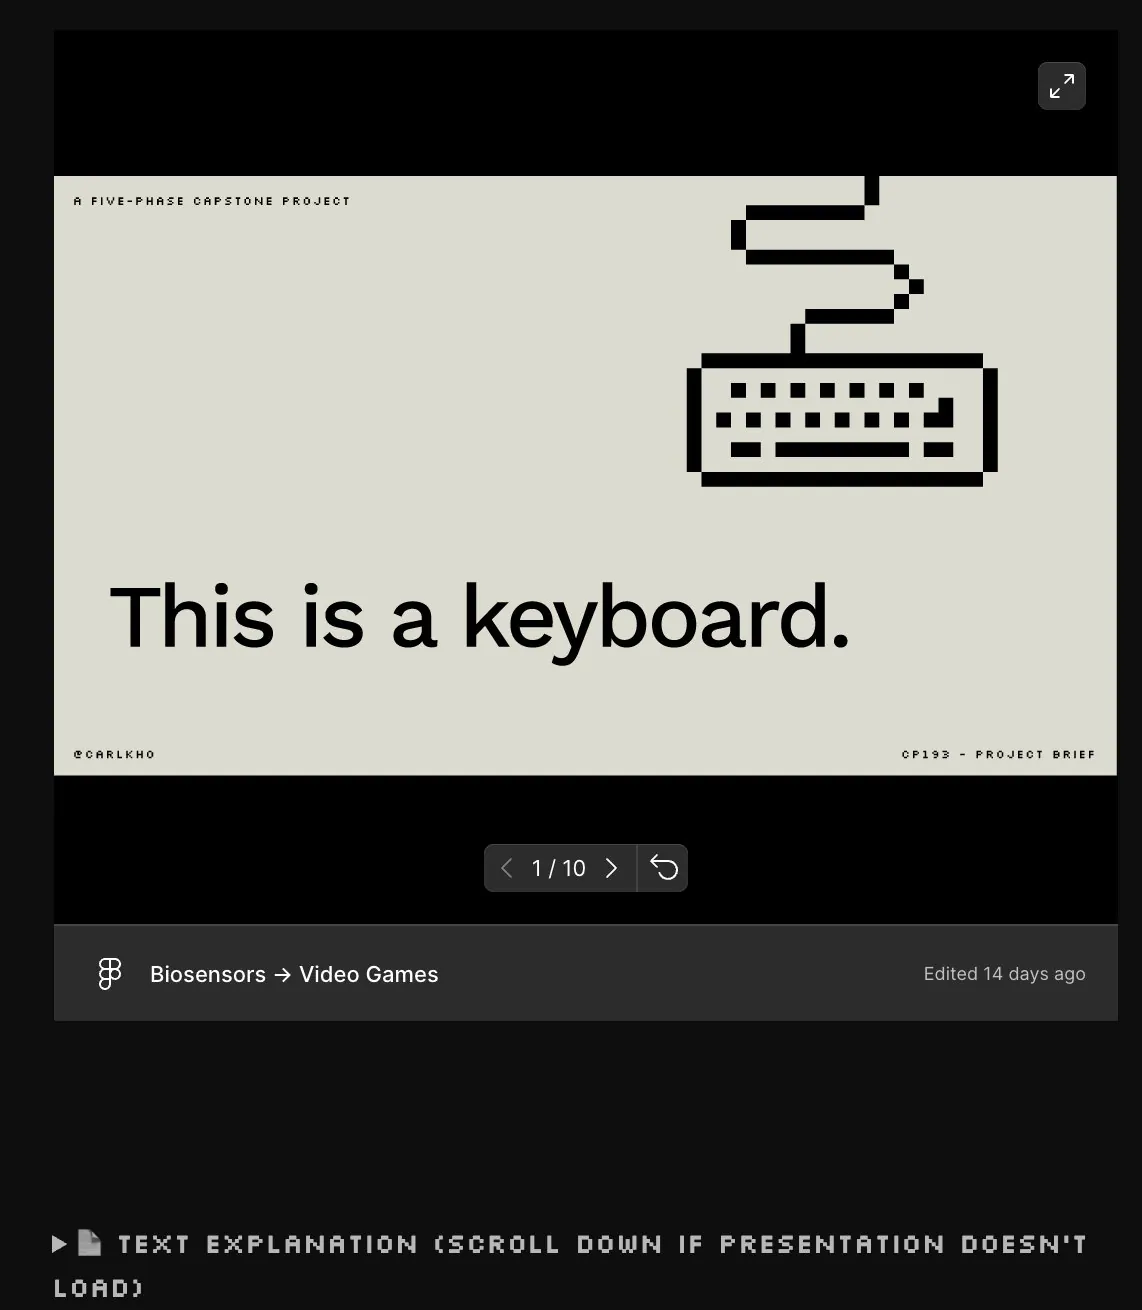 A FIVE-PHASE CAPSTONE PROJECT
This is a keyboard.
@CARLKHO
CP193 - PROJECT BRIEF
1 / 10
Biosensors → Video Games
Edited 14 days ago
TEXT EXPLANATION (SCROLL DOWN IF PRESENTATION DOESN'T
LOAD)